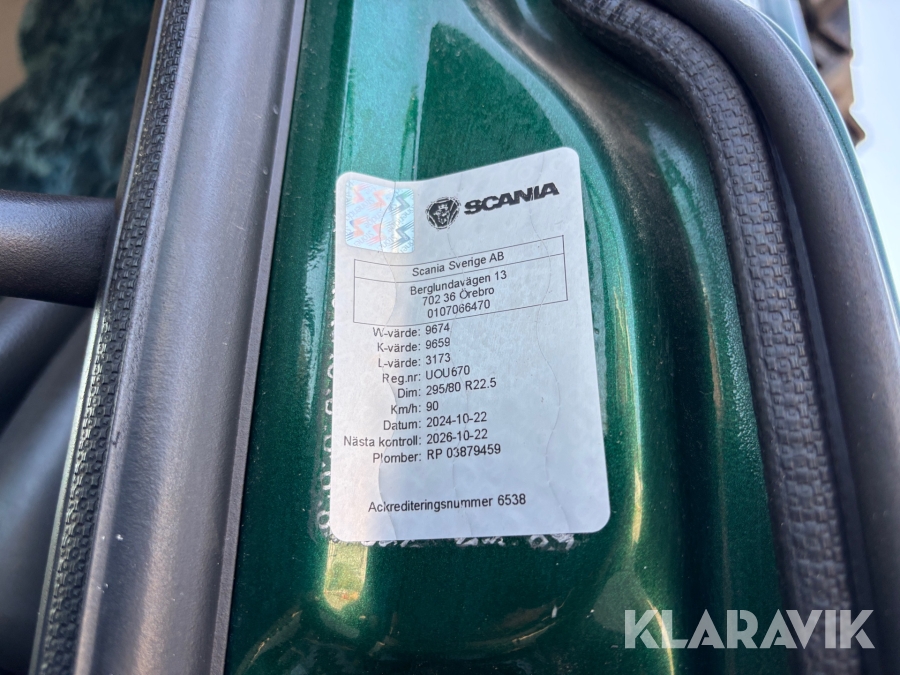 SCANIA
Scania Sverige AB
Berglundavägen 13
702 36 Örebro
0107066470
W-värde: 9674
K-värde: 9659
L-värde: 3173
Reg.nr: UOU670
Dim: 295/80 R22.5
Km/h: 90
Datum: 2024-10-22
Nästa kontroll: 2026-10-22
Plomber: RP 03879459
Ackrediteringsnummer 6538
KLARAVIK